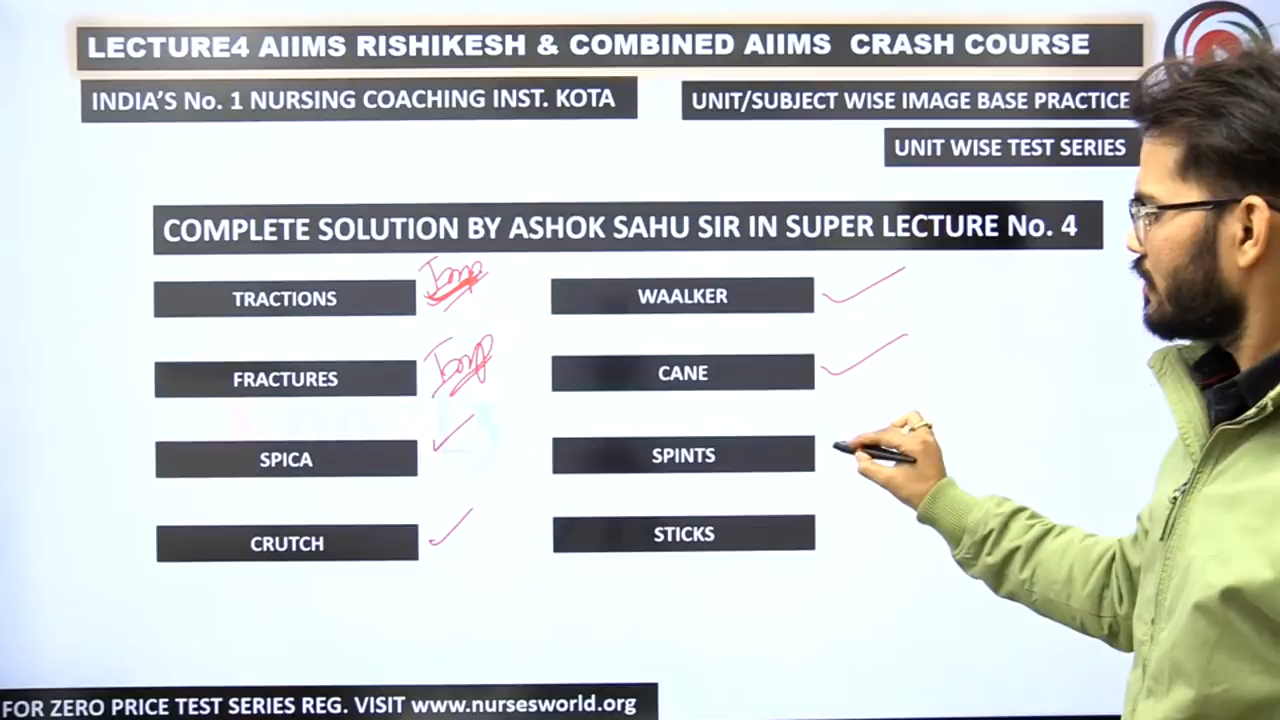 LECTURE4 AIIMS RISHIKESH & COMBINED AIIMS CRASH COURSE
INDIA'S No. 1 NURSING COACHING INST. KOTA
UNIT/SUBJECT WISE IMAGE BASE PRACTICE
UNIT WISE TEST SERIES
COMPLETE SOLUTION BY ASHOK SAHU SIR IN SUPER LECTURE No. 4
TRACTIONS Imp
WAALKER
FRACTURES Imp
CANE
SPICA
SPINTS
CRUTCH
STICKS
FOR ZERO PRICE TEST SERIES REG. VISIT www.nursesworld.org